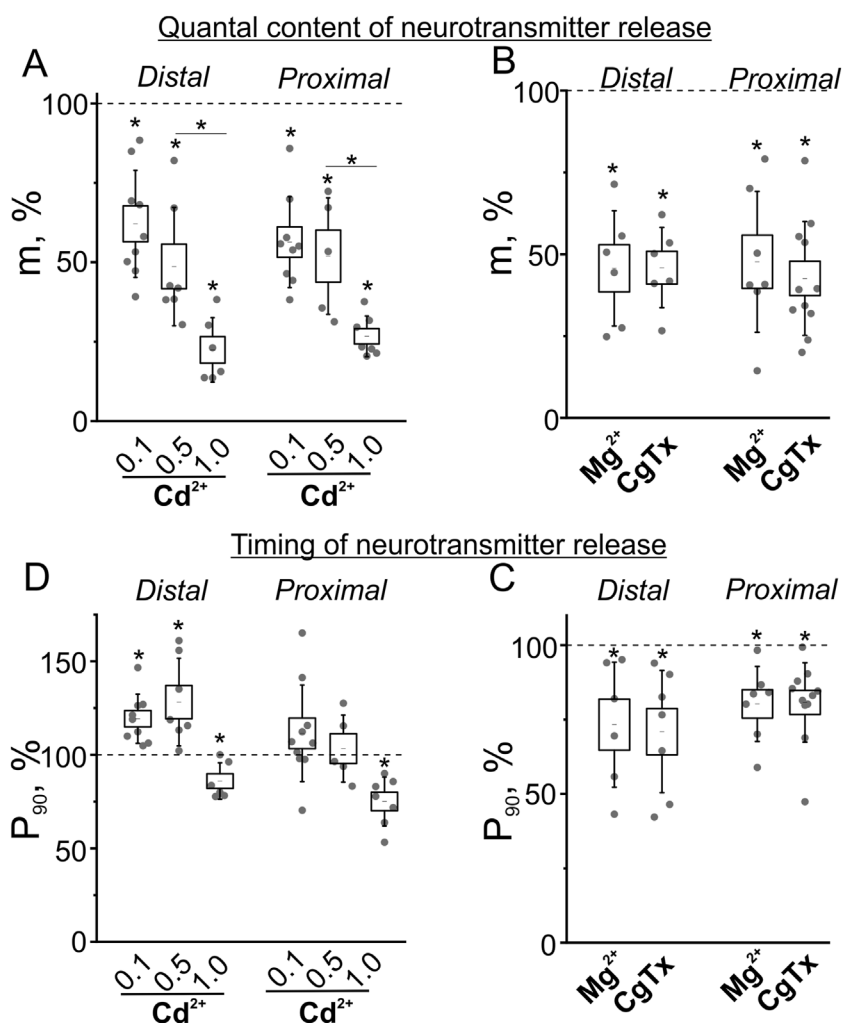 Quantal content of neurotransmitter release
A
Distal
Proximal
100
50
0
m, %
*
*
*
*
*
*
*
*
0.1
0.5
1.0
0.1
0.5
1.0
Cd²⁺
Cd²⁺
B
Distal
Proximal
100
50
0
m, %
*
*
*
*
Mg²⁺
CgTx
Mg²⁺
CgTx
Timing of neurotransmitter release
D
Distal
Proximal
150
100
50
0
P₉₀, %
*
*
*
*
0.1
0.5
1.0
0.1
0.5
1.0
Cd²⁺
Cd²⁺
C
Distal
Proximal
100
50
0
P₉₀, %
*
*
*
*
Mg²⁺
CgTx
Mg²⁺
CgTx